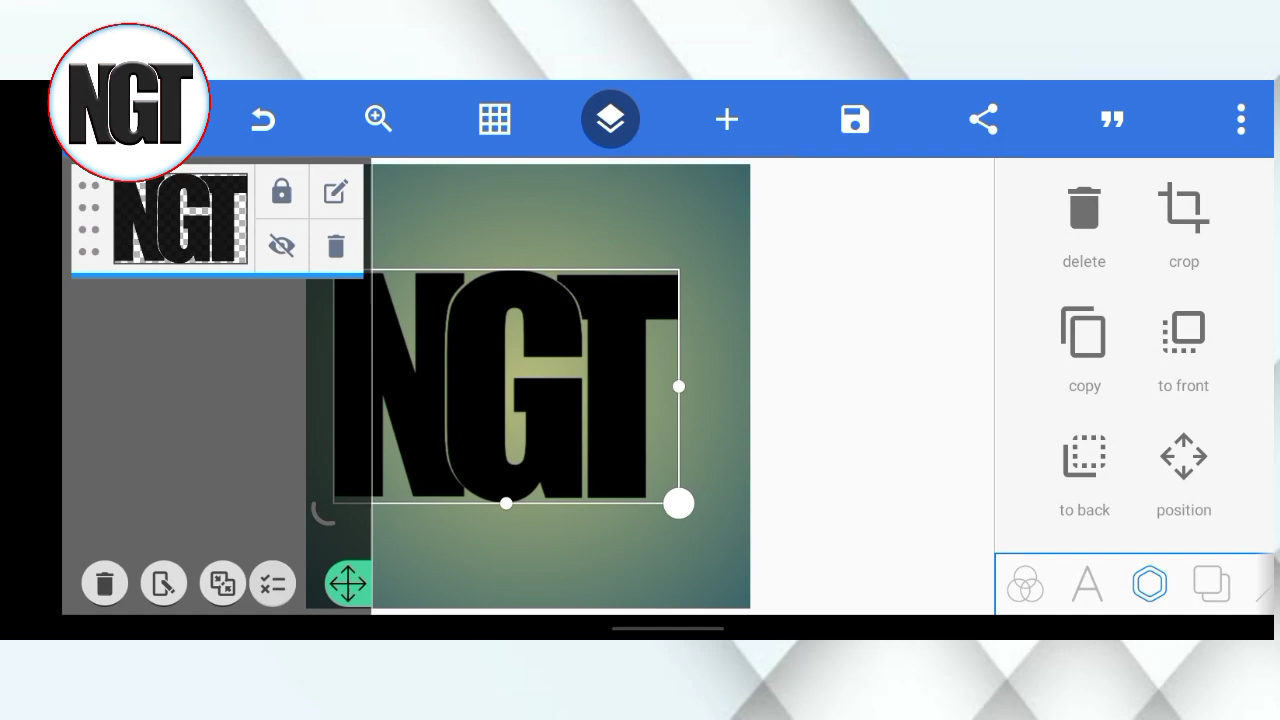 NGT
NGT
NGT
delete
crop
copy
to front
to back
position